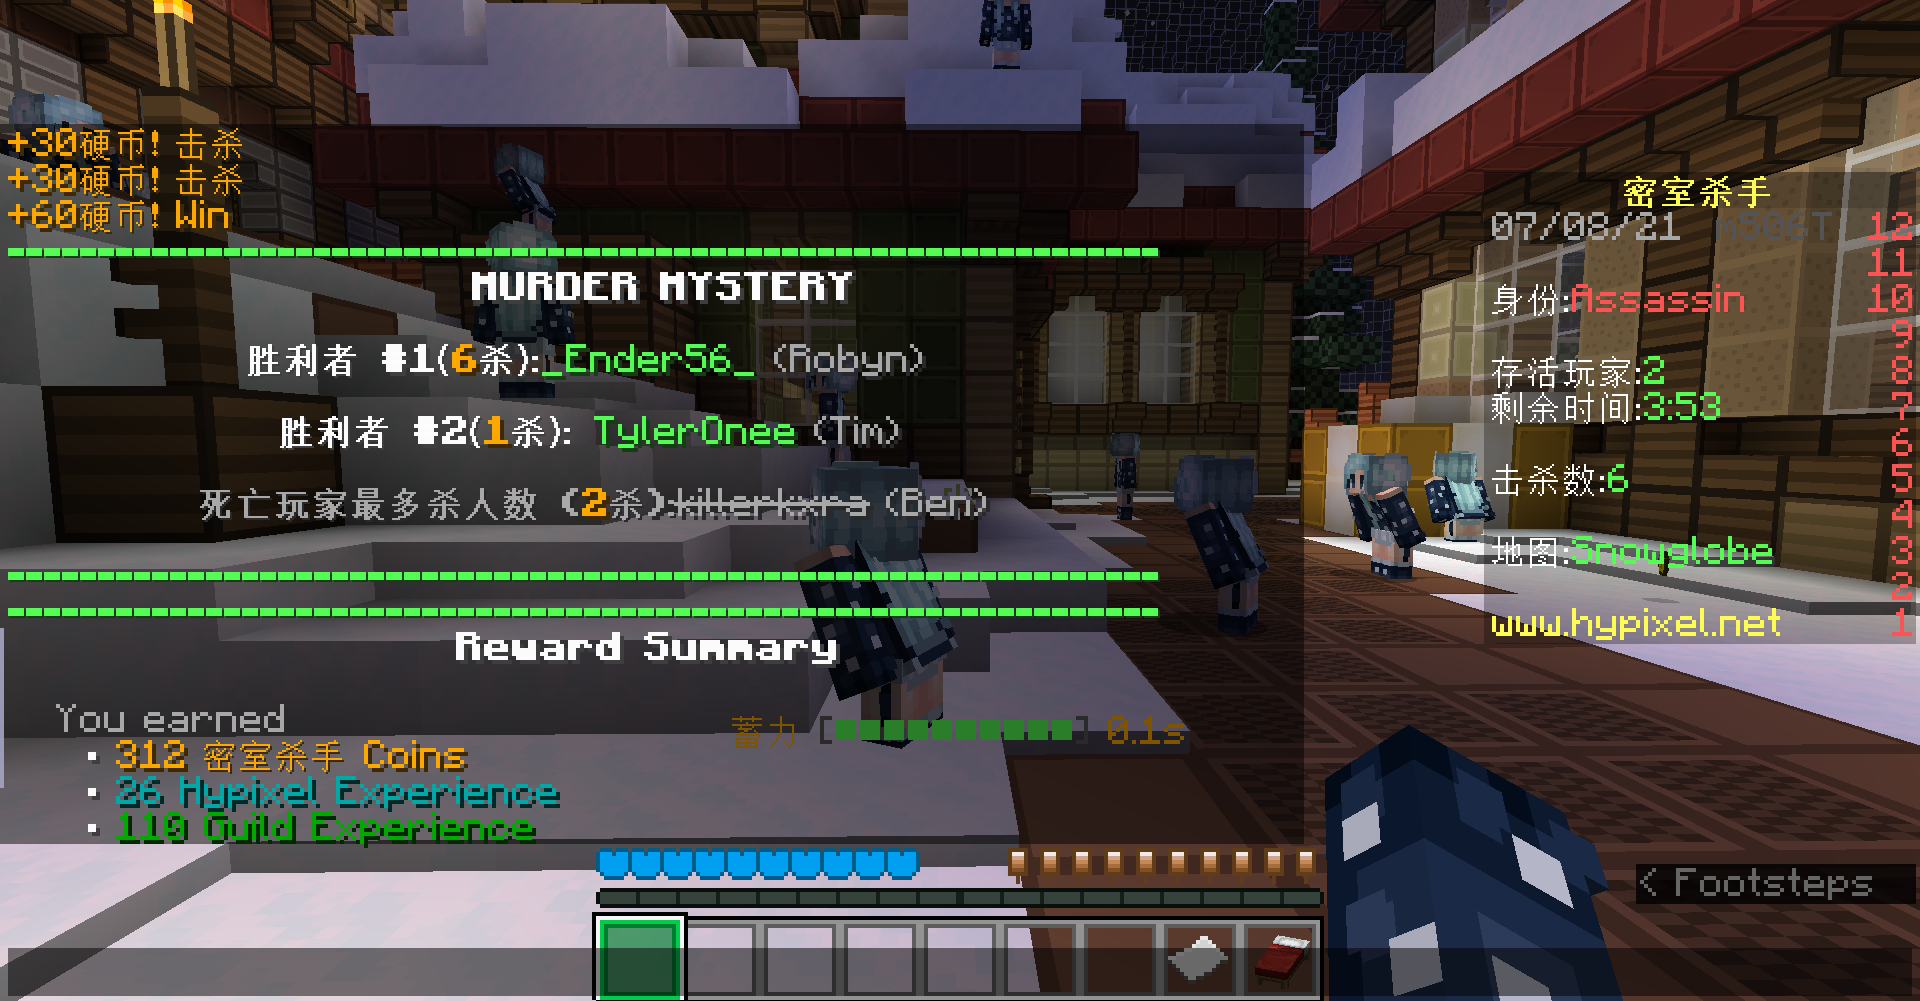 +30硬币! 击杀
+30硬币! 击杀
+60硬币! Win
MURDER MYSTERY
胜利者 #1(6杀):_Ender56_ (Robyn)
胜利者 #2(1杀): TylerOnee (Tim)
死亡玩家最多杀人数 (2杀):killerkxra (Ben)
Reward Summary
You earned
▪ 312 密室杀手 Coins
▪ 26 Hypixel Experience
▪ 110 Guild Experience
蓄力 [██████████] 0.1s
密室杀手
07/08/21 m506T 12
11
身份:Assassin 10
9
存活玩家:2 8
剩余时间:3:53 7
6
击杀数:6 5
4
地图:Snowglobe 3
2
www.hypixel.net 1
< Footsteps